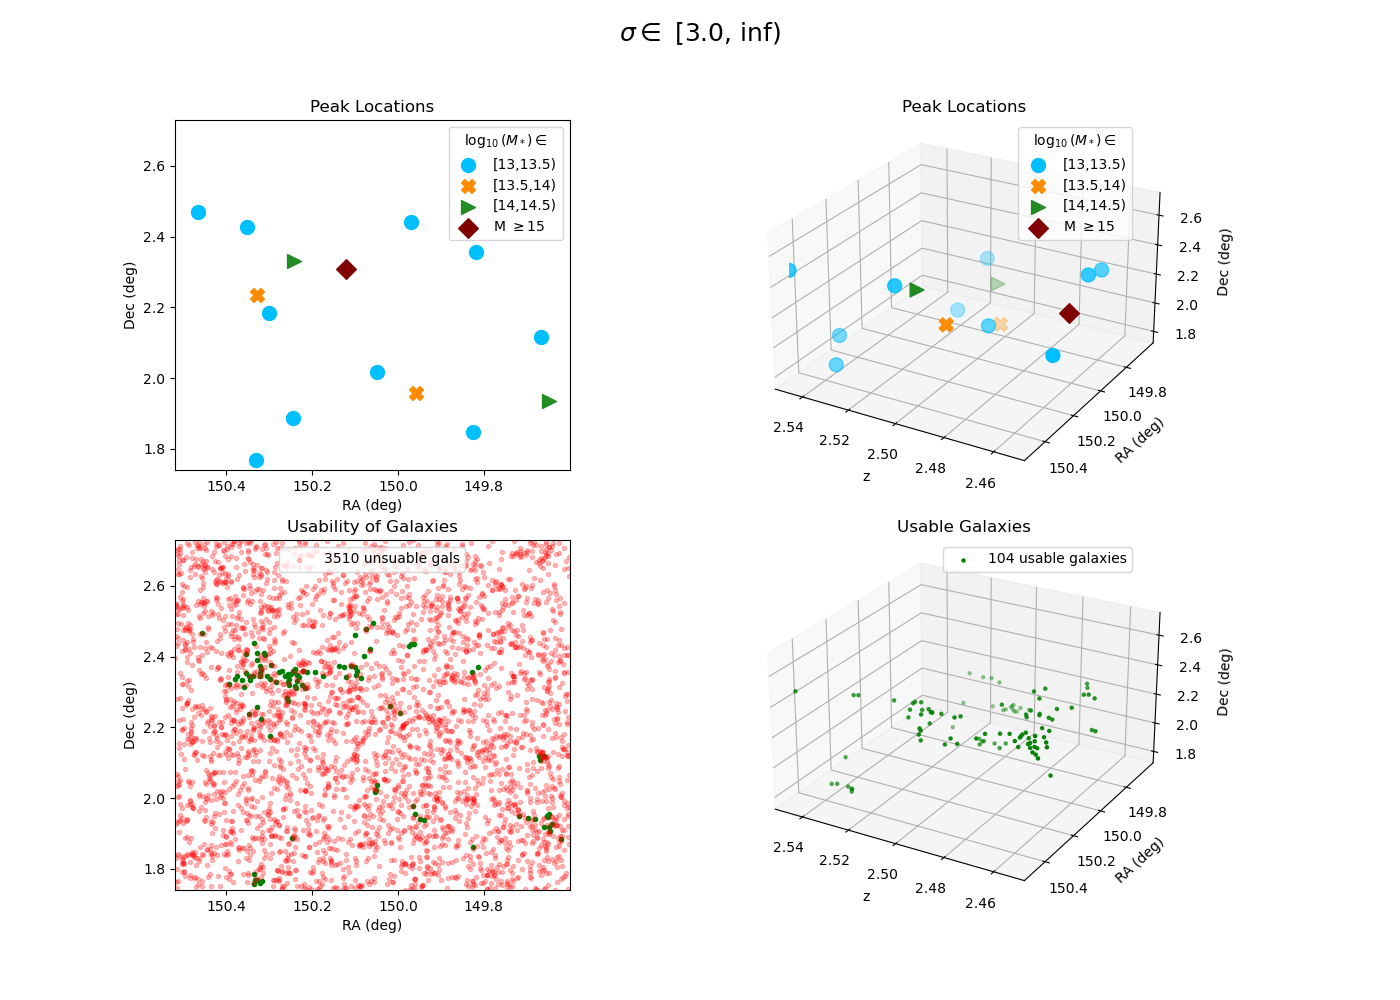 σ ∈ [3.0, inf)
Peak Locations
log₁₀(M*) ∈
[13,13.5)
[13.5,14)
[14,14.5)
M ≥15
2.6
2.4
2.2
2.0
1.8
Dec (deg)
150.4 150.2 150.0 149.8
RA (deg)
Peak Locations
log₁₀(M*) ∈
[13,13.5)
[13.5,14)
[14,14.5)
M ≥15
2.6
2.4
2.2
2.0
1.8
Dec (deg)
149.8
150.0
150.2
150.4
RA (deg)
2.54
2.52
2.50
2.48
2.46
z
Usability of Galaxies
3510 unsuable gals
2.6
2.4
2.2
2.0
1.8
Dec (deg)
150.4 150.2 150.0 149.8
RA (deg)
Usable Galaxies
104 usable galaxies
2.6
2.4
2.2
2.0
1.8
Dec (deg)
149.8
150.0
150.2
150.4
RA (deg)
2.54
2.52
2.50
2.48
2.46
z